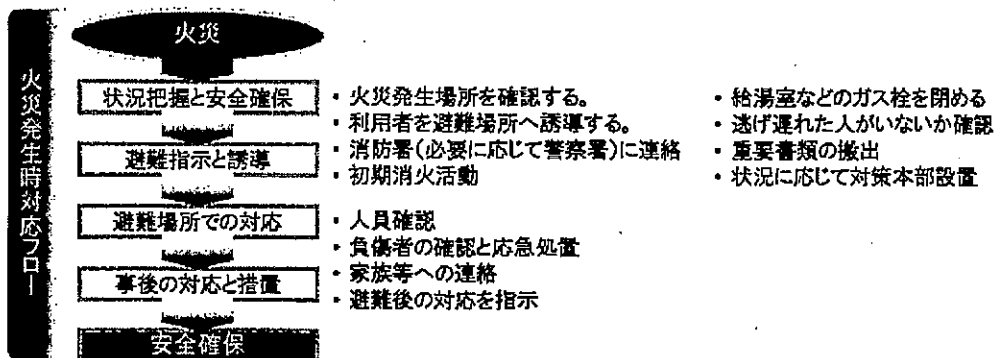 火災発生時対応フロー
火災
状況把握と安全確保
避難指示と誘導
避難場所での対応
事後の対応と措置
安全確保
・火災発生場所を確認する。
・利用者を避難場所へ誘導する。
・消防署(必要に応じて警察署)に連絡
・初期消火活動
・給湯室などのガス栓を閉める
・逃げ遅れた人がいないか確認
・重要書類の搬出
・状況に応じて対策本部設置
・人員確認
・負傷者の確認と応急処置
・家族等への連絡
・避難後の対応を指示